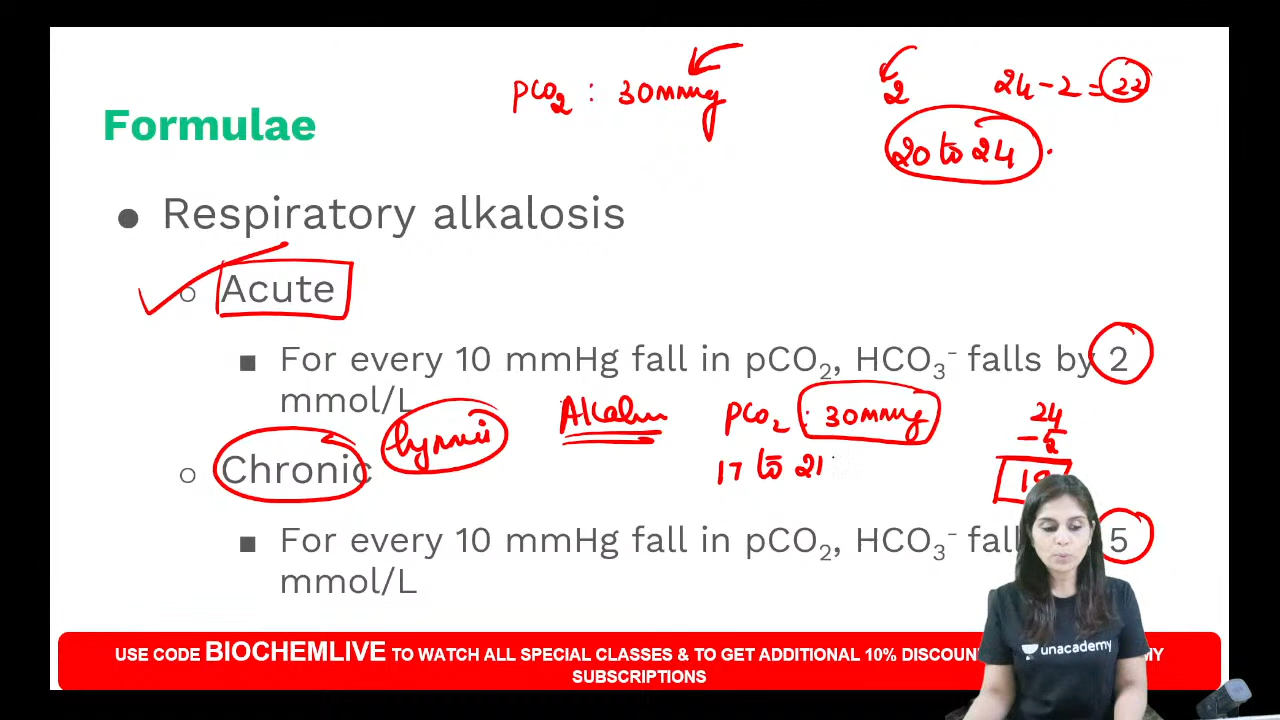 pCO2 : 30mmHg
2
24 - 2 = 22
20 to 24
Formulae
● Respiratory alkalosis
○ Acute
■ For every 10 mmHg fall in pCO₂, HCO₃⁻ falls by 2
mmol/L
pCO2 : 30mmHg
24
- 5
17 to 21
○ Chronic
■ For every 10 mmHg fall in pCO₂, HCO₃⁻ fall 5
mmol/L
unacademy
USE CODE BIOCHEMLIVE TO WATCH ALL SPECIAL CLASSES & TO GET ADDITIONAL 10% DISCOUN MY
SUBSCRIPTIONS